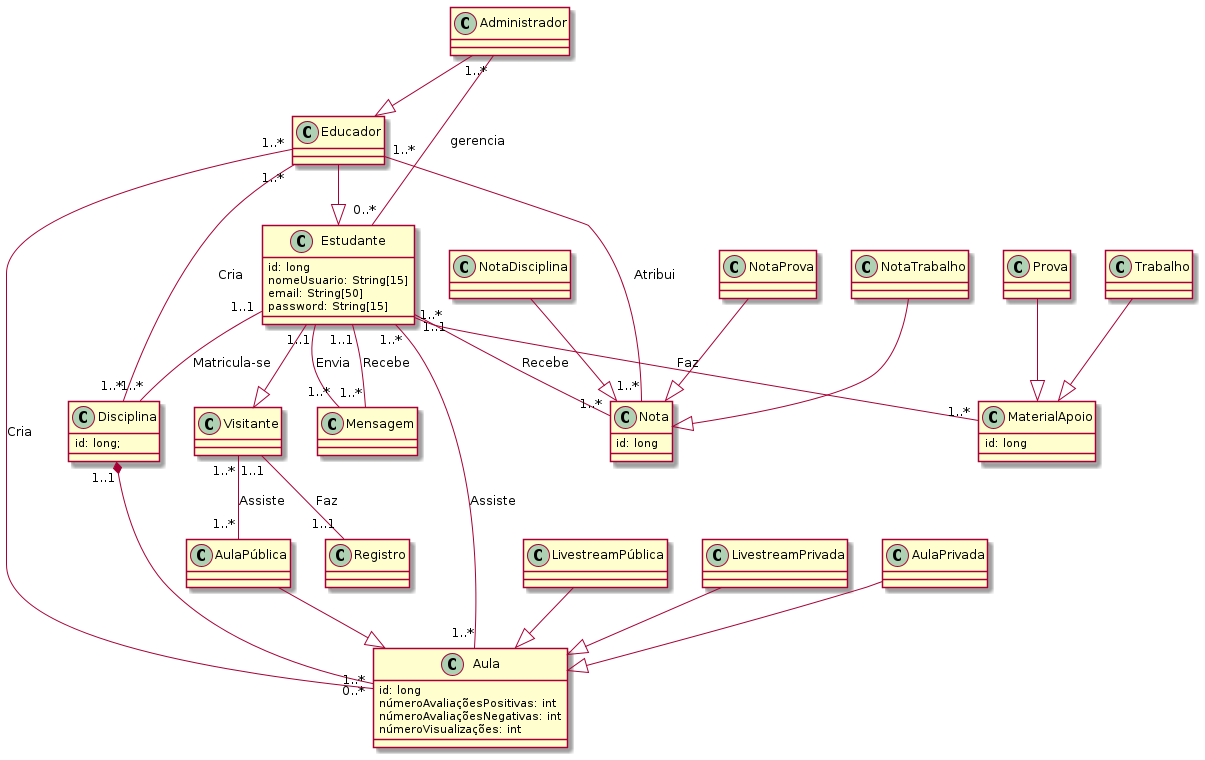 C Administrador
1..*
gerencia
C Educador
1..*
1..*
1..*
0..*
C Estudante
id: long
nomeUsuario: String[15]
email: String[50]
password: String[15]
C NotaDisciplina
C NotaProva
C NotaTrabalho
C Prova
C Trabalho
Cria
Atribui
1..1
1..1
1..1
1..*
1..*
1..1
Matricula-se
Envia
Recebe
Recebe
Faz
1..*
1..*
1..*
1..*
1..*
1..*
1..*
C Disciplina
id: long;
C Visitante
C Mensagem
C Nota
id: long
C MaterialApoio
id: long
Cria
1..1
1..*
1..1
Assiste
Faz
Assiste
1..*
1..1
C AulaPública
C Registro
C LivestreamPública
C LivestreamPrivada
C AulaPrivada
1..*
1..*
0..*
C Aula
id: long
númeroAvaliaçõesPositivas: int
númeroAvaliaçõesNegativas: int
númeroVisualizações: int